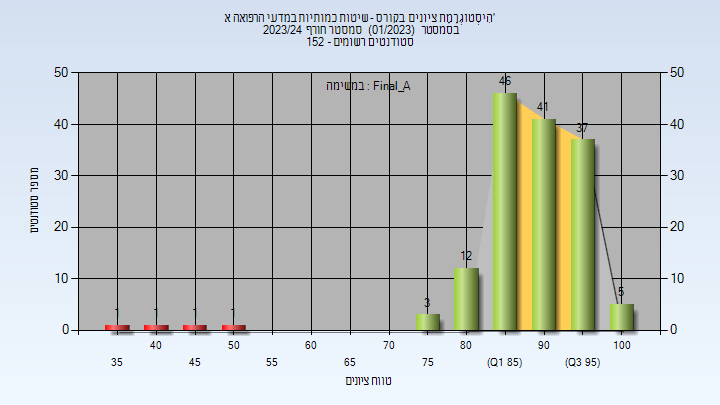 היסטוגרמת ציונים בקורס - שיטות כמותיות במדעי הרפואה א'
בסמסטר (01/2023) סמסטר חורף 2023/24
152 - סטודנטים רשומים
במשימה : Final_A
מספר סטודנטים
50 50
40 40
30 30
20 20
10 10
0 0
1 1 1 1 3 12 46 41 37 5
35 40 45 50 55 60 65 70 75 80 (Q1 85) 90 (Q3 95) 100
טווח ציונים